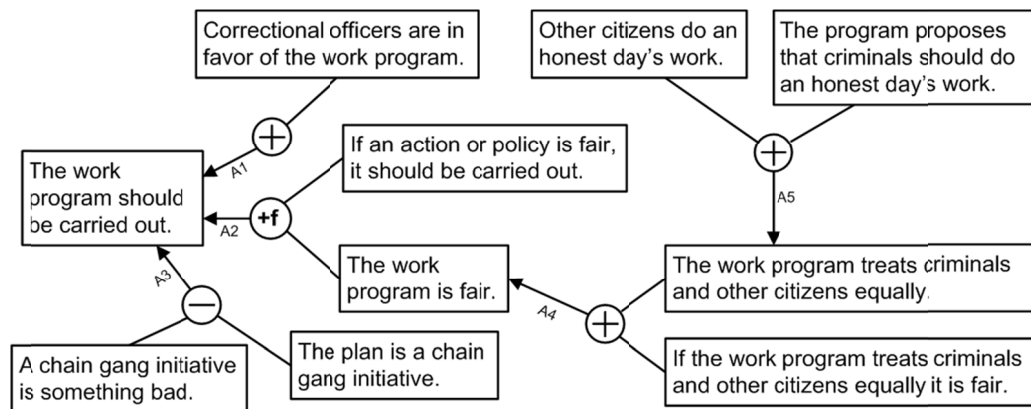 Correctional officers are in
favor of the work program.
Other citizens do an
honest day's work.
The program proposes
that criminals should do
an honest day's work.
+
A1
If an action or policy is fair,
it should be carried out.
+
The work
program should
be carried out.
A2
+f
A5
A3
The work
program is fair.
The work program treats criminals
and other citizens equally.
−
A4
+
A chain gang initiative
is something bad.
The plan is a chain
gang initiative.
If the work program treats criminals
and other citizens equally it is fair.